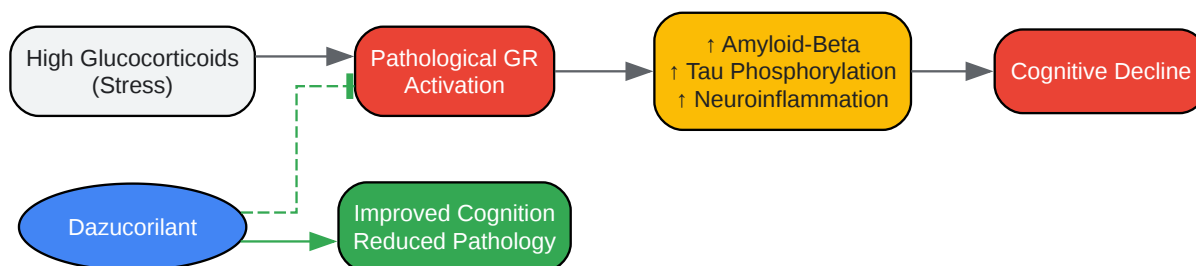 High Glucocorticoids
(Stress)
Pathological GR
Activation
↑ Amyloid-Beta
↑ Tau Phosphorylation
↑ Neuroinflammation
Cognitive Decline
Dazucorilant
Improved Cognition
Reduced Pathology